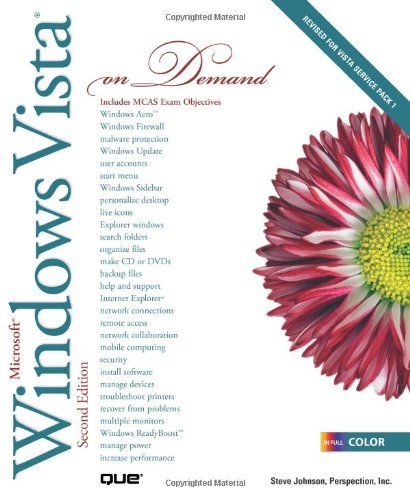 Copyrighted Material
Microsoft®
Windows Vista®
Second Edition
on Demand
REVISED FOR VISTA SERVICE PACK 1
Includes MCAS Exam Objectives
Windows Aero™
Windows Firewall
malware protection
Windows Update
user accounts
start menu
Windows Sidebar
personalize desktop
live icons
Explorer windows
search folders
organize files
make CD or DVDs
backup files
help and support
Internet Explorer®
network connections
remote access
network collaboration
mobile computing
security
install software
manage devices
troubleshoot printers
recover from problems
multiple monitors
Windows ReadyBoost™
manage power
increase performance
IN FULL COLOR
que®
Steve Johnson, Perspection, Inc.
Copyrighted Material